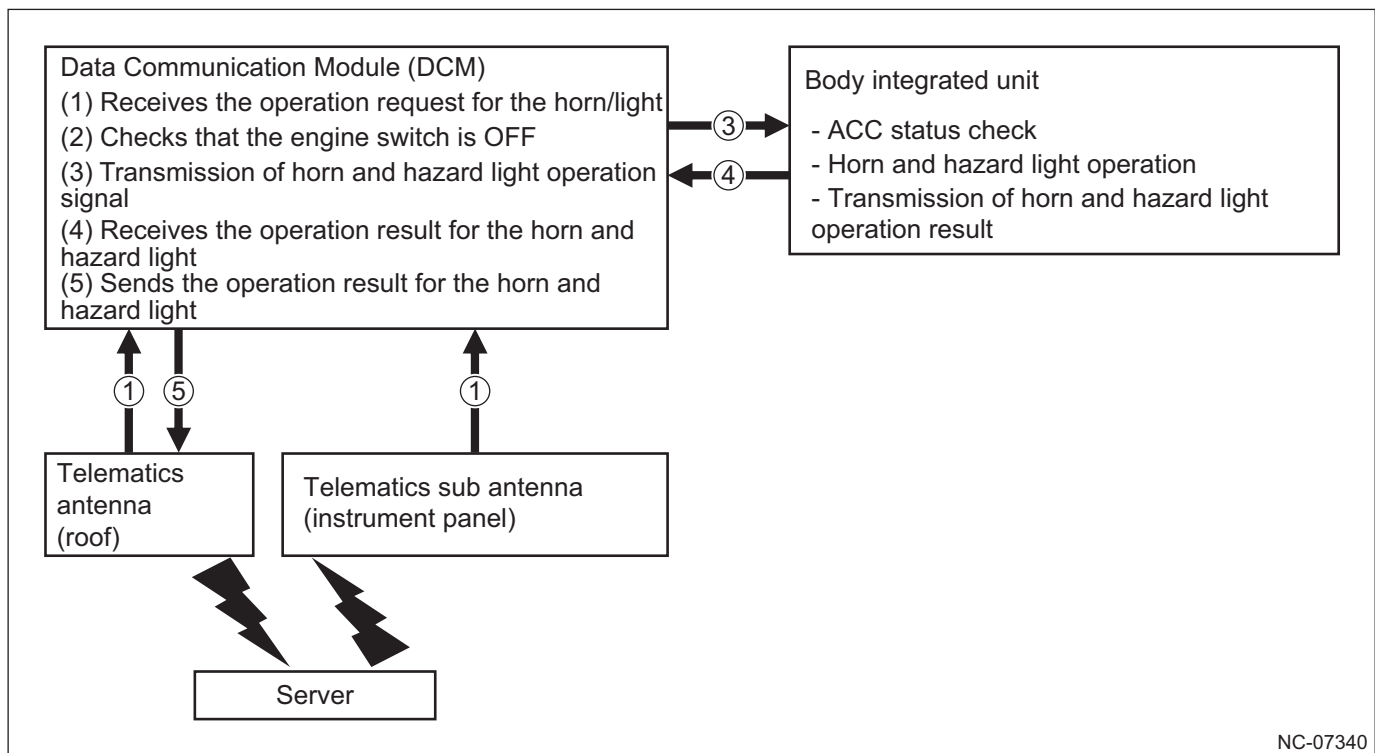 Data Communication Module (DCM)
(1) Receives the operation request for the horn/light
(2) Checks that the engine switch is OFF
(3) Transmission of horn and hazard light operation
signal
(4) Receives the operation result for the horn and
hazard light
(5) Sends the operation result for the horn and
hazard light
3
4
Body integrated unit
- ACC status check
- Horn and hazard light operation
- Transmission of horn and hazard light
operation result
1
5
1
Telematics
antenna
(roof)
Telematics sub antenna
(instrument panel)
Server
NC-07340